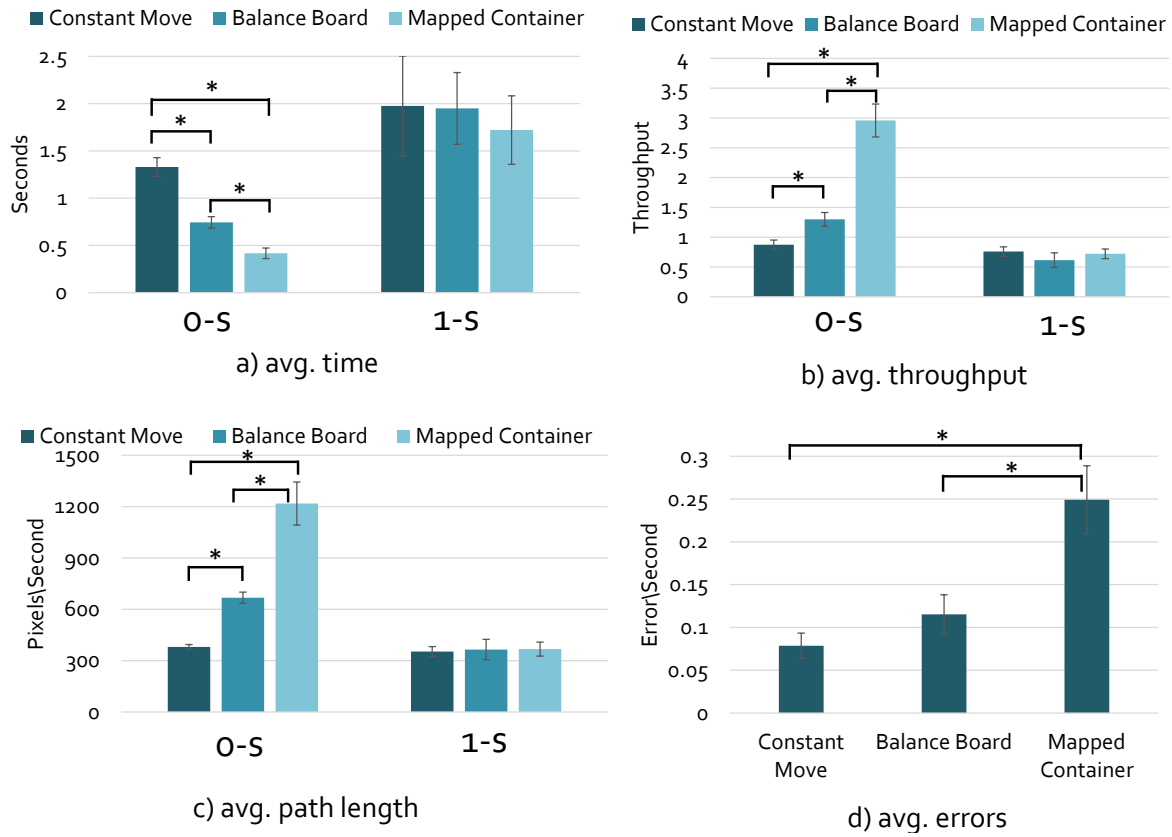 Constant Move Balance Board Mapped Container
2.5
2
1.5
1
0.5
0
Seconds
*
*
*
0-S 1-S
a) avg. time
Constant Move Balance Board Mapped Container
4
3.5
3
2.5
2
1.5
1
0.5
0
Throughput
*
*
*
0-S 1-S
b) avg. throughput
Constant Move Balance Board Mapped Container
1500
1200
900
600
300
0
Pixels\Second
*
*
*
0-S 1-S
c) avg. path length
0.3
0.25
0.2
0.15
0.1
0.05
0
Error\Second
*
*
Constant Balance Board Mapped
Move Container
d) avg. errors